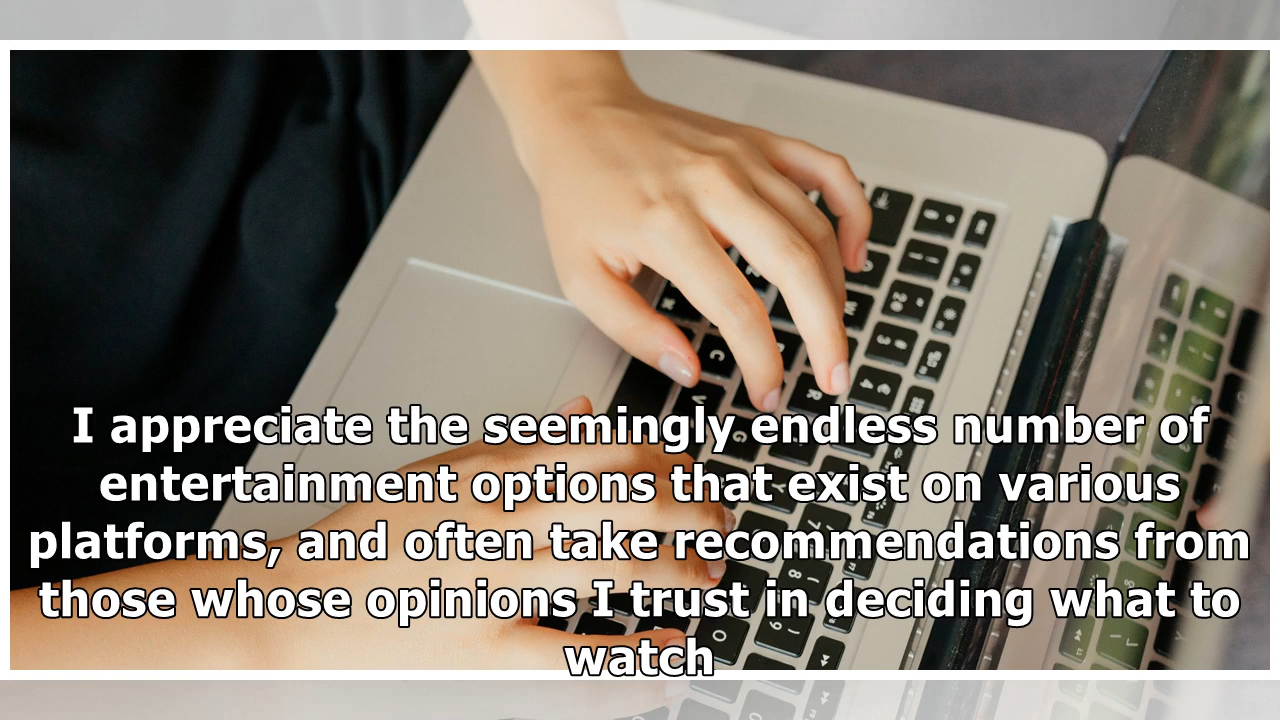 I appreciate the seemingly endless number of
entertainment options that exist on various
platforms, and often take recommendations from
those whose opinions I trust in deciding what to
watch